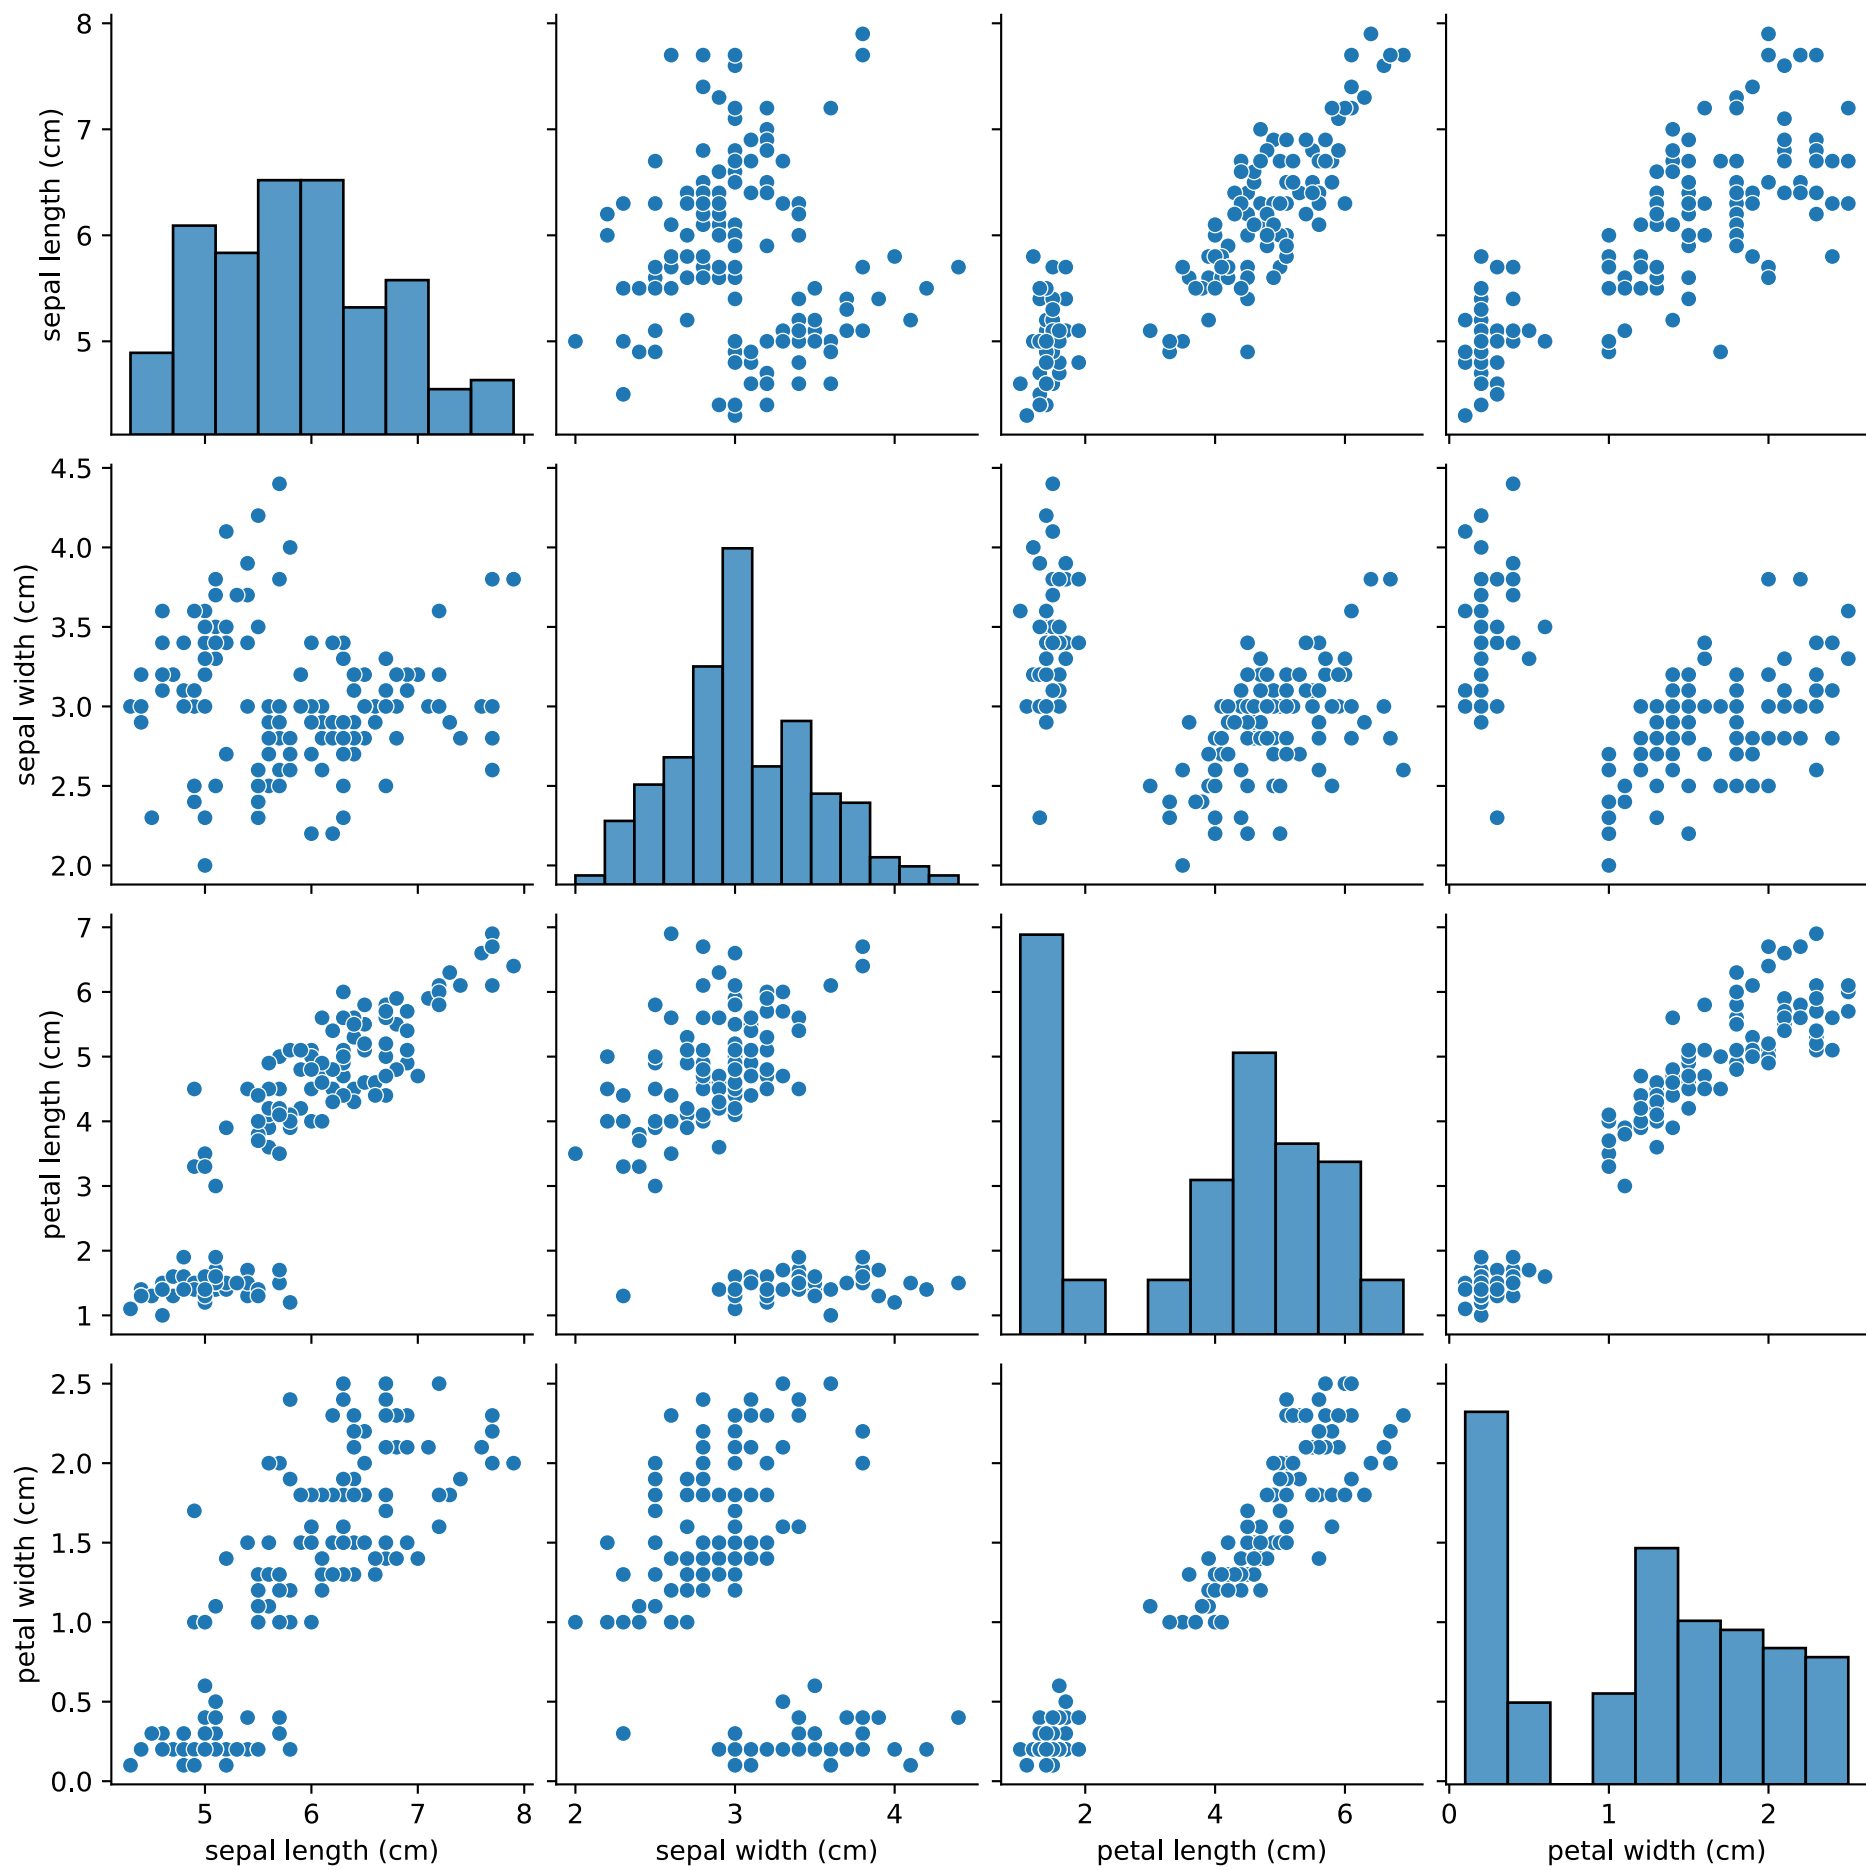 sepal length (cm)
8
7
6
5
sepal width (cm)
4.5
4.0
3.5
3.0
2.5
2.0
petal length (cm)
7
6
5
4
3
2
1
petal width (cm)
2.5
2.0
1.5
1.0
0.5
0.0
5 6 7 8
2 3 4
2 4 6
0 1 2
sepal length (cm)
sepal width (cm)
petal length (cm)
petal width (cm)